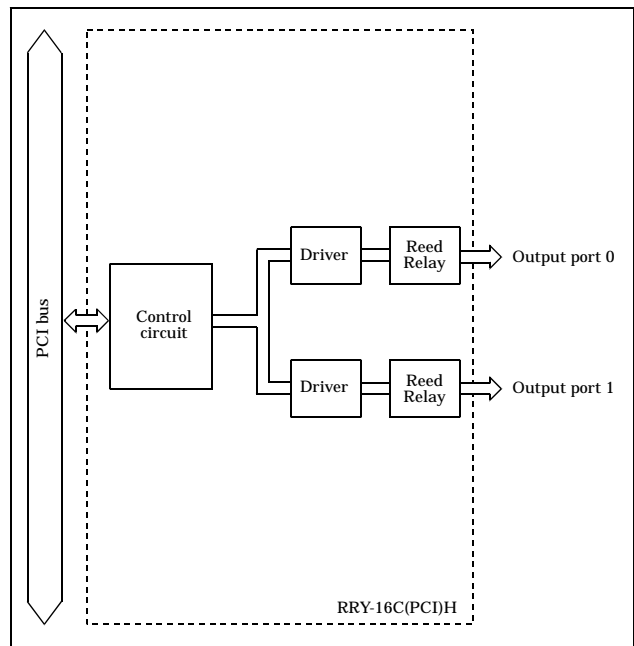 PCI bus
Control
circuit
Driver
Reed
Relay
Output port 0
Driver
Reed
Relay
Output port 1
RRY-16C(PCI)H